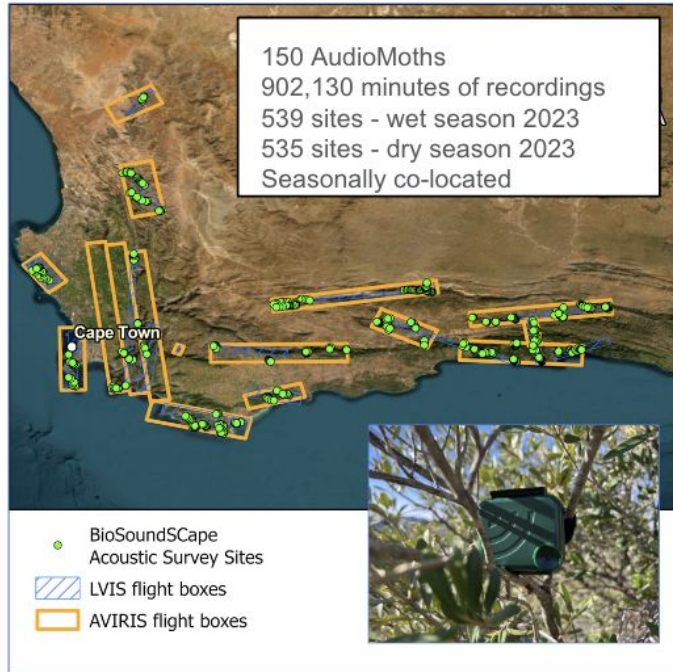 150 AudioMoths
902,130 minutes of recordings
539 sites - wet season 2023
535 sites - dry season 2023
Seasonally co-located
Cape Town
BioSoundSCape
Acoustic Survey Sites
LVIS flight boxes
AVIRIS flight boxes